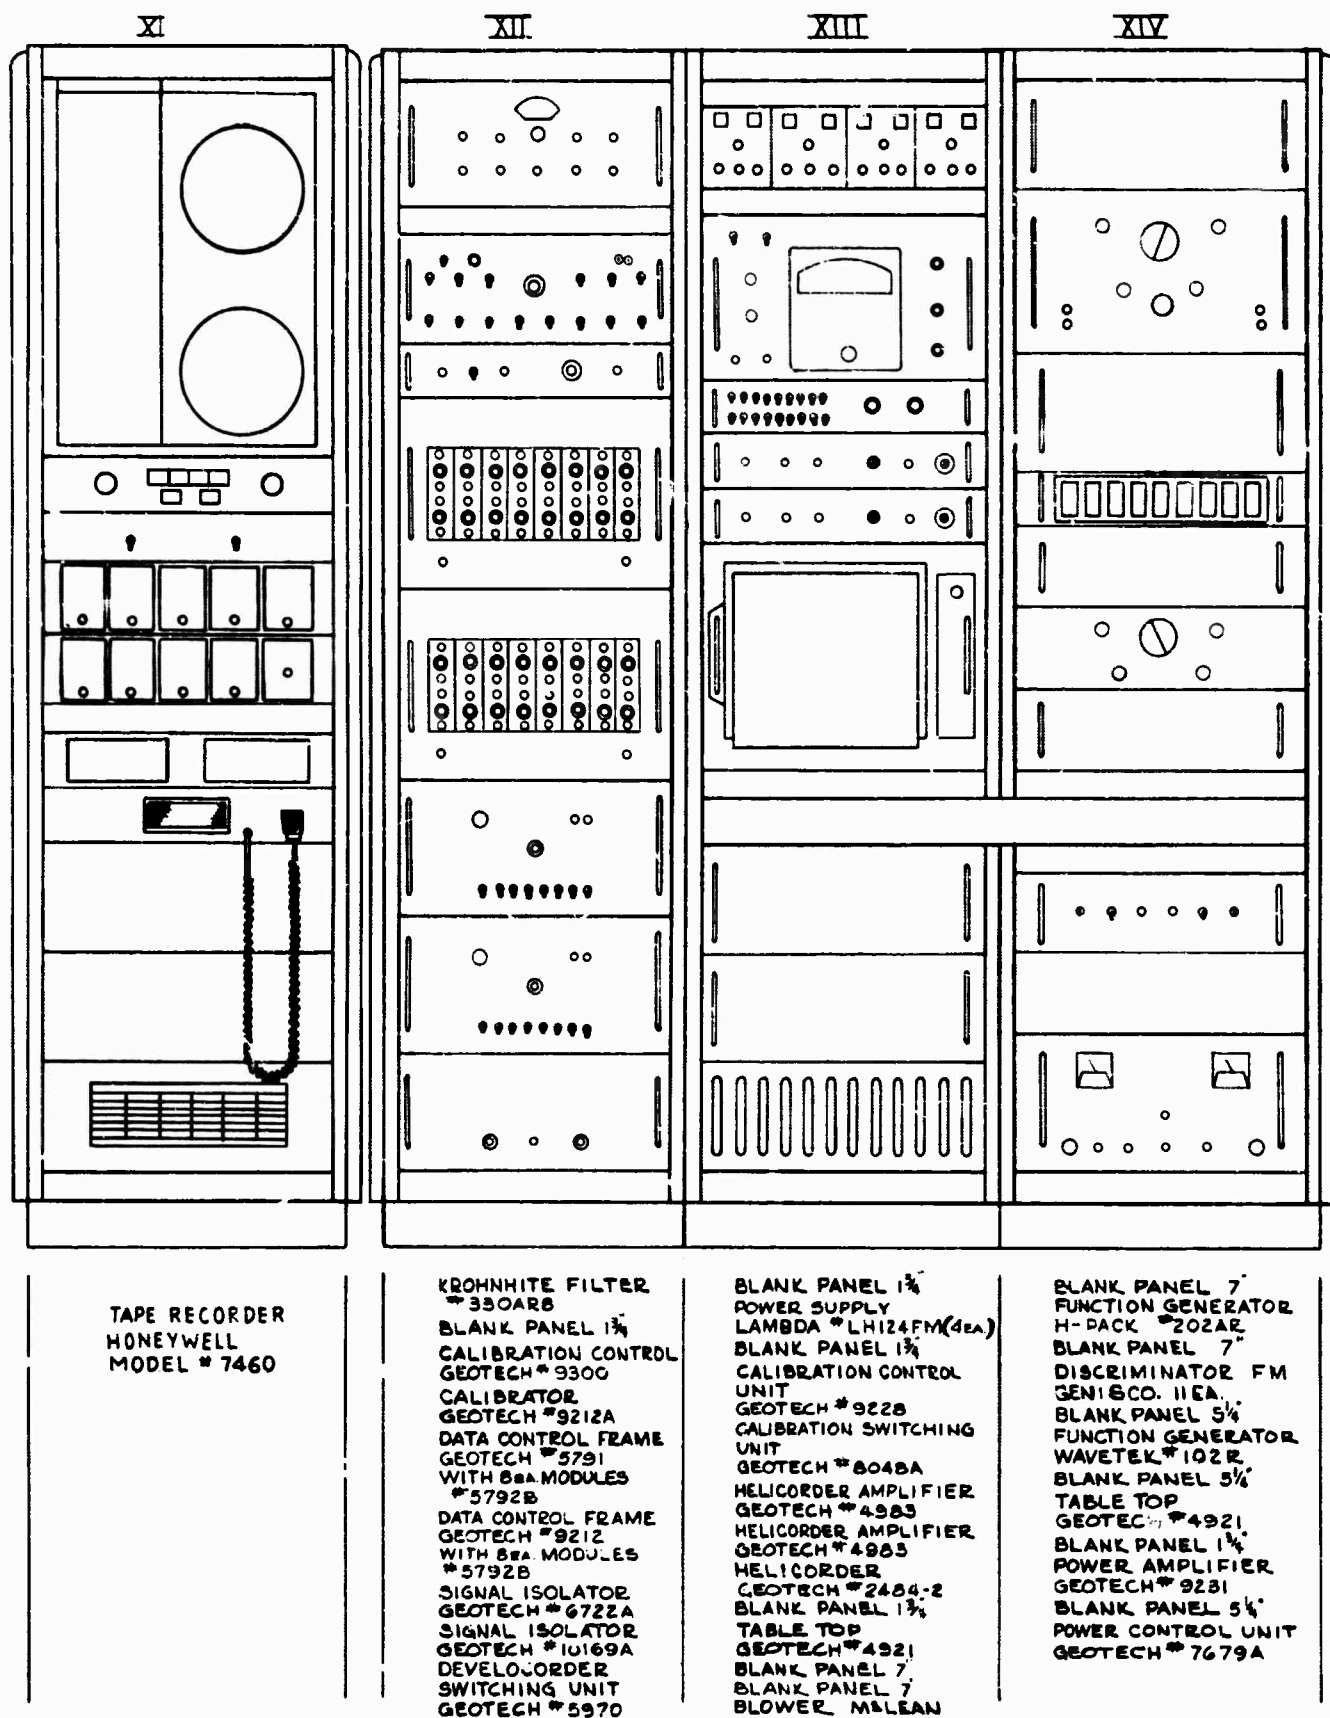 XI
XII
XIII
XIV
TAPE RECORDER
HONEYWELL
MODEL # 7460
KROHNHITE FILTER
# 330ARB
BLANK PANEL 1¾"
CALIBRATION CONTROL
GEOTECH # 9300
CALIBRATOR
GEOTECH # 9212A
DATA CONTROL FRAME
GEOTECH # 5791
WITH 8EA. MODULES
# 5792B
DATA CONTROL FRAME
GEOTECH # 9212
WITH 8EA. MODULES
# 5792B
SIGNAL ISOLATOR
GEOTECH # 6722A
SIGNAL ISOLATOR
GEOTECH # 10169A
DEVELOCORDER
SWITCHING UNIT
GEOTECH # 5970
BLANK PANEL 1¾"
POWER SUPPLY
LAMBDA # LH124FM(4EA)
BLANK PANEL 1¾"
CALIBRATION CONTROL
UNIT
GEOTECH # 9228
CALIBRATION SWITCHING
UNIT
GEOTECH # 8048A
HELICORDER AMPLIFIER
GEOTECH # 4983
HELICORDER AMPLIFIER
GEOTECH # 4983
HELICORDER
GEOTECH # 2484-2
BLANK PANEL 1¾"
TABLE TOP
GEOTECH # 4921
BLANK PANEL 7"
BLANK PANEL 7"
BLOWER McLEAN
BLANK PANEL 7"
FUNCTION GENERATOR
H-PACK # 202AR
BLANK PANEL 7"
DISCRIMINATOR FM
GENISCO. 11EA.
BLANK PANEL 5¼"
FUNCTION GENERATOR
WAVETEK # 102R
BLANK PANEL 5¼"
TABLE TOP
GEOTECH # 4921
BLANK PANEL 1¾"
POWER AMPLIFIER
GEOTECH # 9231
BLANK PANEL 5¼"
POWER CONTROL UNIT
GEOTECH # 7679A